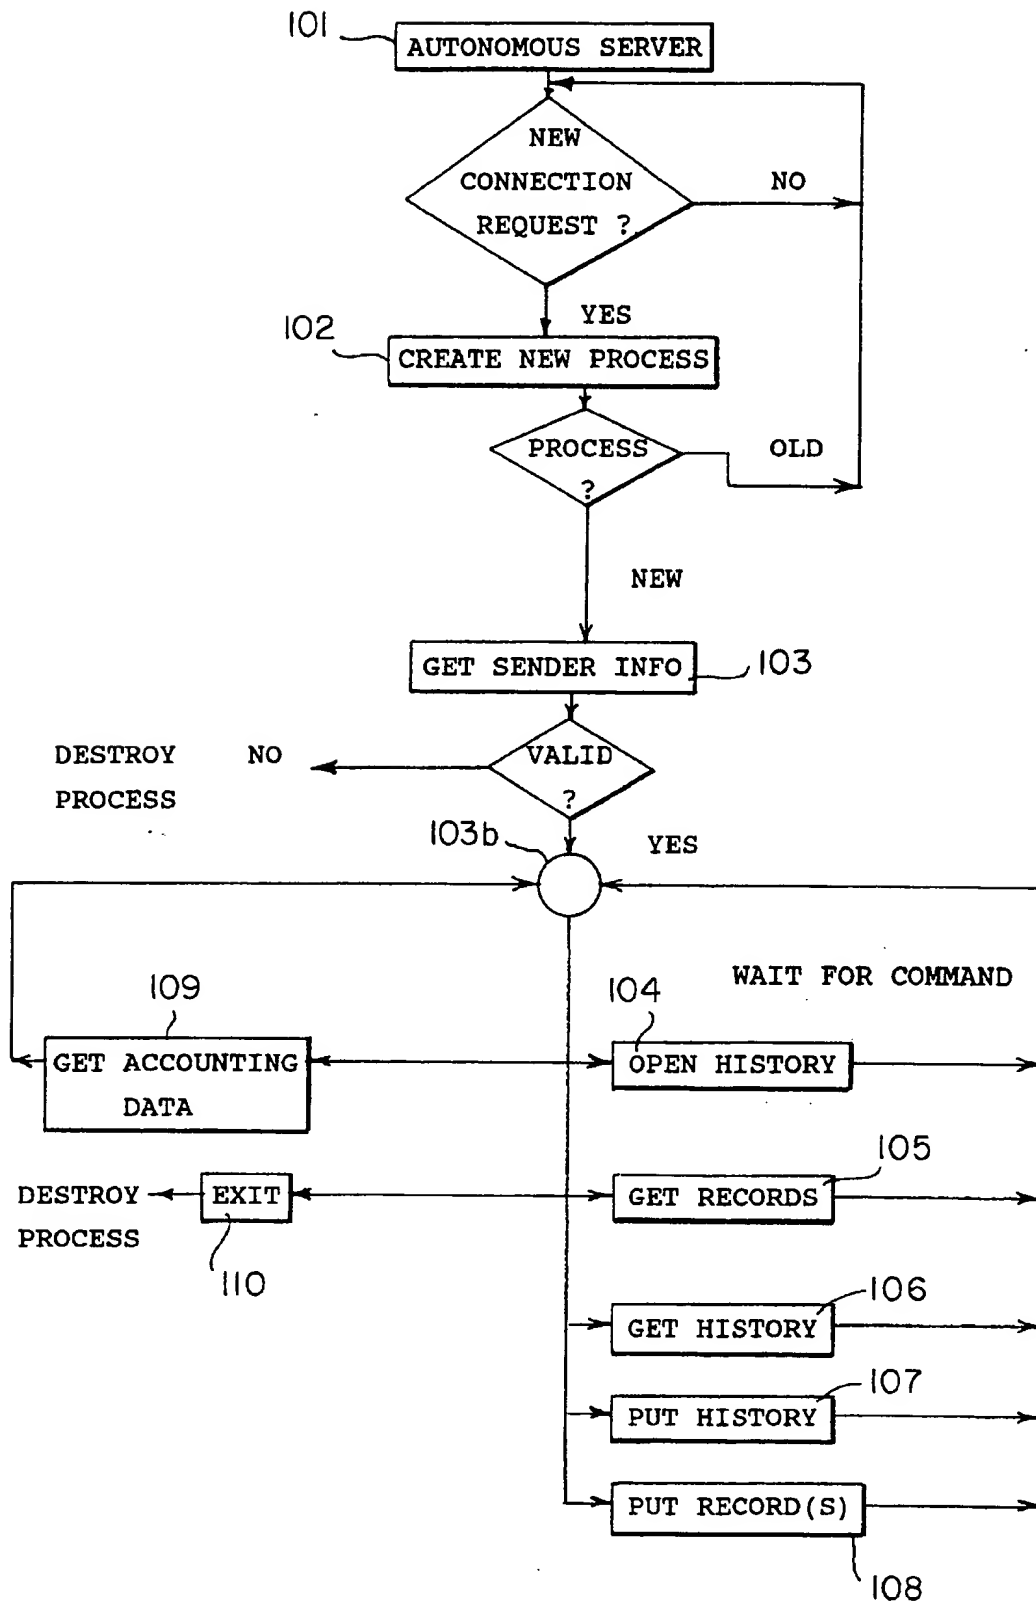 101
AUTONOMOUS SERVER
NEW
CONNECTION
REQUEST ?
NO
YES
102
CREATE NEW PROCESS
PROCESS
?
OLD
NEW
GET SENDER INFO
103
DESTROY
PROCESS
NO
VALID
?
YES
103b
WAIT FOR COMMAND
109
GET ACCOUNTING
DATA
104
OPEN HISTORY
105
DESTROY
PROCESS
EXIT
110
GET RECORDS
106
GET HISTORY
107
PUT HISTORY
PUT RECORD(S)
108